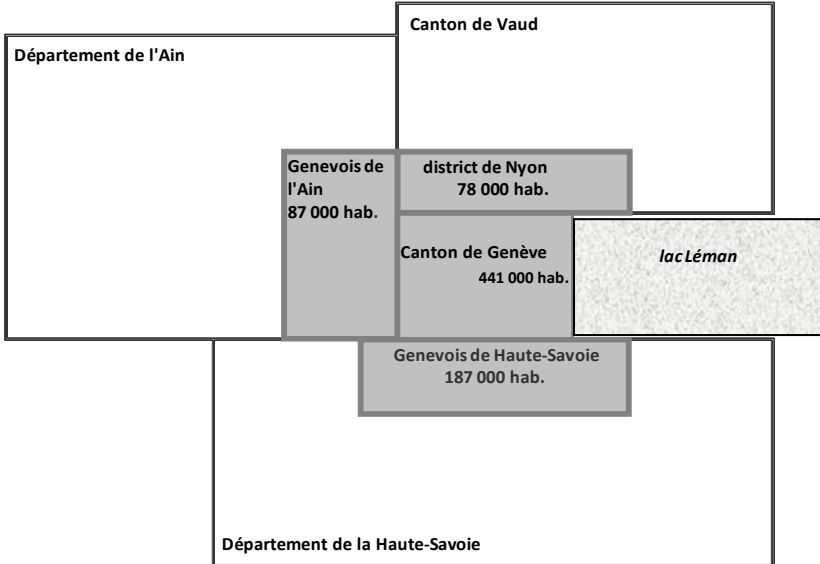 Canton de Vaud
Département de l'Ain
Genevois de
l'Ain
87 000 hab.
district de Nyon
78 000 hab.
Canton de Genève
441 000 hab.
lac Léman
Genevois de Haute-Savoie
187 000 hab.
Département de la Haute-Savoie